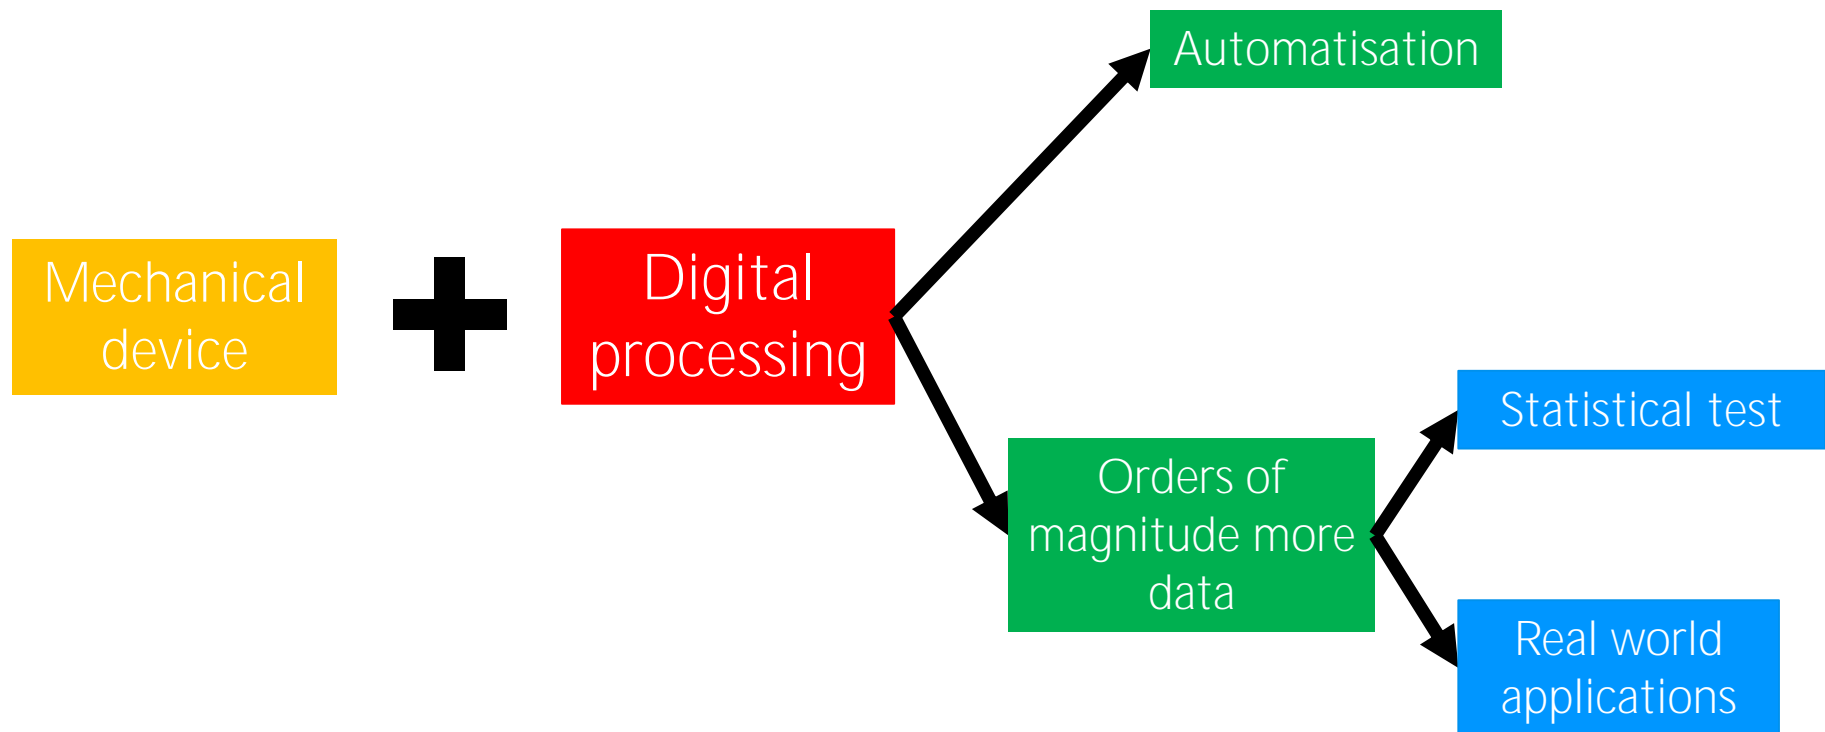 Automatisation
Mechanical
device
Digital
processing
Statistical test
Orders of
magnitude more
data
Real world
applications